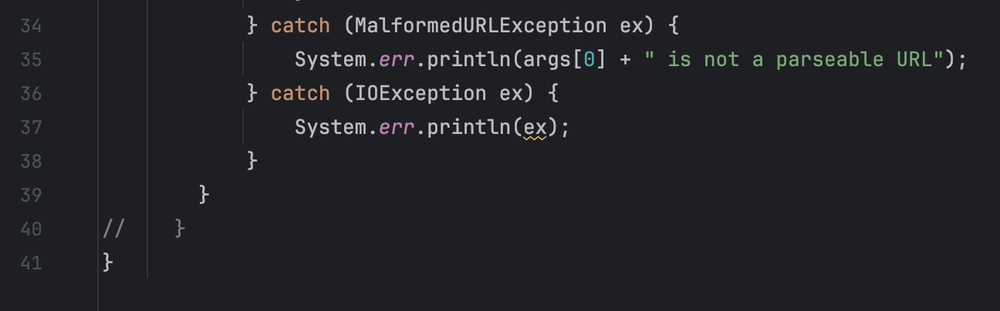 34 } catch (MalformedURLException ex) {
35 System.err.println(args[0] + " is not a parseable URL");
36 } catch (IOException ex) {
37 System.err.println(ex);
38 }
39 }
40 // }
41 }